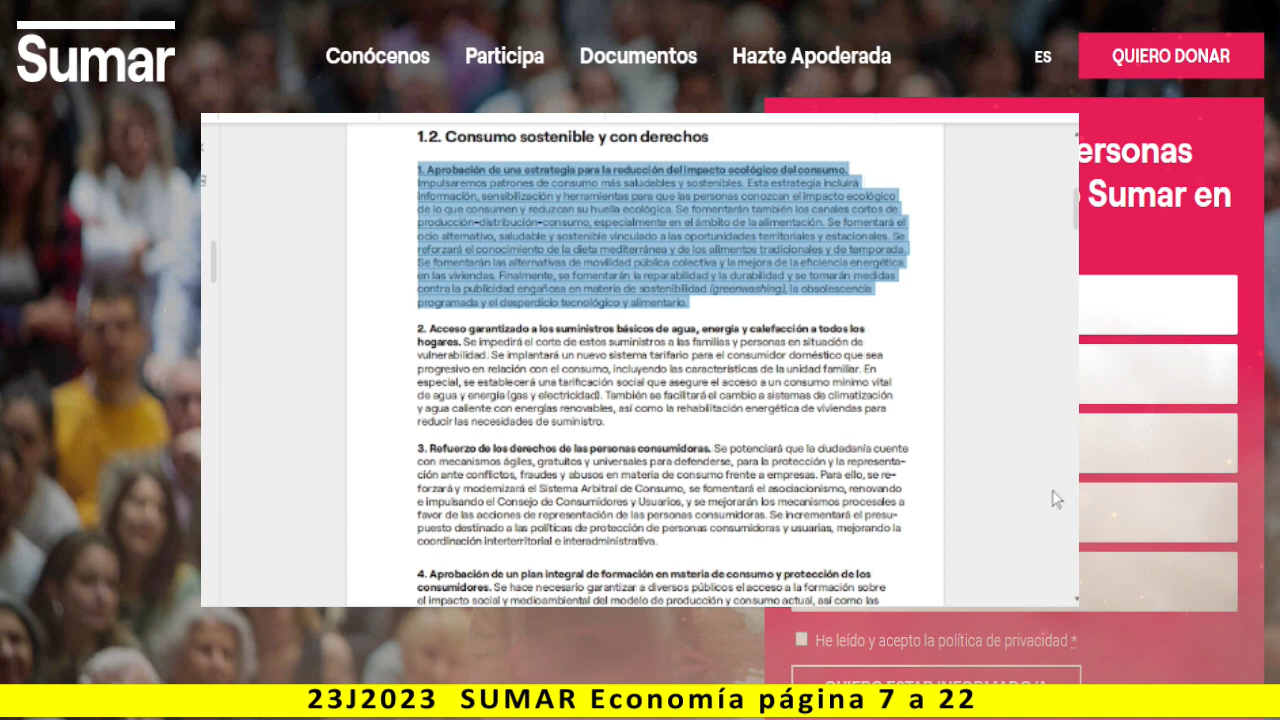 Sumar
Conócenos
Participa
Documentos
Hazte Apoderada
ES
QUIERO DONAR
ersonas
Sumar en
1.2. Consumo sostenible y con derechos
1. Aprobación de una estrategia para la reducción del impacto ecológico del consumo.
Impulsaremos patrones de consumo más saludables y sostenibles. Esta estrategia incluirá
información, sensibilización y herramientas para que las personas conozcan el impacto ecológico
de lo que consumen y reduzcan su huella ecológica. Se fomentarán también los canales cortos de
producción-distribución-consumo, especialmente en el ámbito de la alimentación. Se fomentará el
ocio alternativo, saludable y sostenible vinculado a las oportunidades territoriales y estacionales. Se
reforzará el conocimiento de la dieta mediterránea y de los alimentos tradicionales y de temporada.
Se fomentarán las alternativas de movilidad pública colectiva y la mejora de la eficiencia energética
en las viviendas. Finalmente, se fomentarán la reparabilidad y la durabilidad y se tomarán medidas
contra la publicidad engañosa en materia de sostenibilidad (greenwashing), la obsolescencia
programada y el desperdicio tecnológico y alimentario.
2. Acceso garantizado a los suministros básicos de agua, energía y calefacción a todos los
hogares. Se impedirá el corte de estos suministros a las familias y personas en situación de
vulnerabilidad. Se implantará un nuevo sistema tarifario para el consumidor doméstico que sea
progresivo en relación con el consumo, incluyendo las características de la unidad familiar. En
especial, se establecerá una tarificación social que asegure el acceso a un consumo mínimo vital
de agua y energía (gas y electricidad). También se facilitará el cambio a sistemas de climatización
y agua caliente con energías renovables, así como la rehabilitación energética de viviendas para
reducir las necesidades de suministro.
3. Refuerzo de los derechos de las personas consumidoras. Se potenciará que la ciudadanía cuente
con mecanismos ágiles, gratuitos y universales para defenderse, para la protección y la representa-
ción ante conflictos, fraudes y abusos en materia de consumo frente a empresas. Para ello, se re-
forzará y modernizará el Sistema Arbitral de Consumo, se fomentará el asociacionismo, renovando
e impulsando el Consejo de Consumidores y Usuarios, y se mejorarán los mecanismos procesales a
favor de las acciones de representación de las personas consumidoras. Se incrementará el presu-
puesto destinado a las políticas de protección de personas consumidoras y usuarias, mejorando la
coordinación interterritorial e interadministrativa.
4. Aprobación de un plan integral de formación en materia de consumo y protección de los
consumidores. Se hace necesario garantizar a diversos públicos el acceso a la formación sobre
el impacto social y medioambiental del modelo de producción y consumo actual, así como las
He leído y acepto la política de privacidad *
QUIERO ESTAR INFORMADO/A
23J2023 SUMAR Economía página 7 a 22